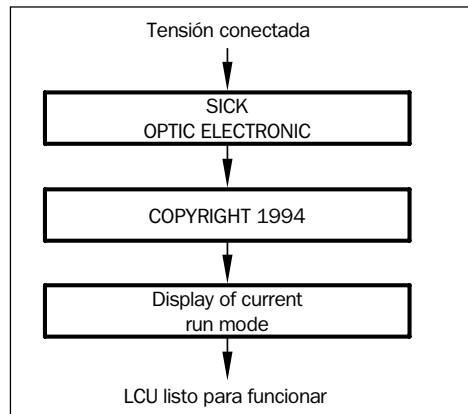 Tensión conectada
SICK
OPTIC ELECTRONIC
COPYRIGHT 1994
Display of current
run mode
LCU listo para funcionar